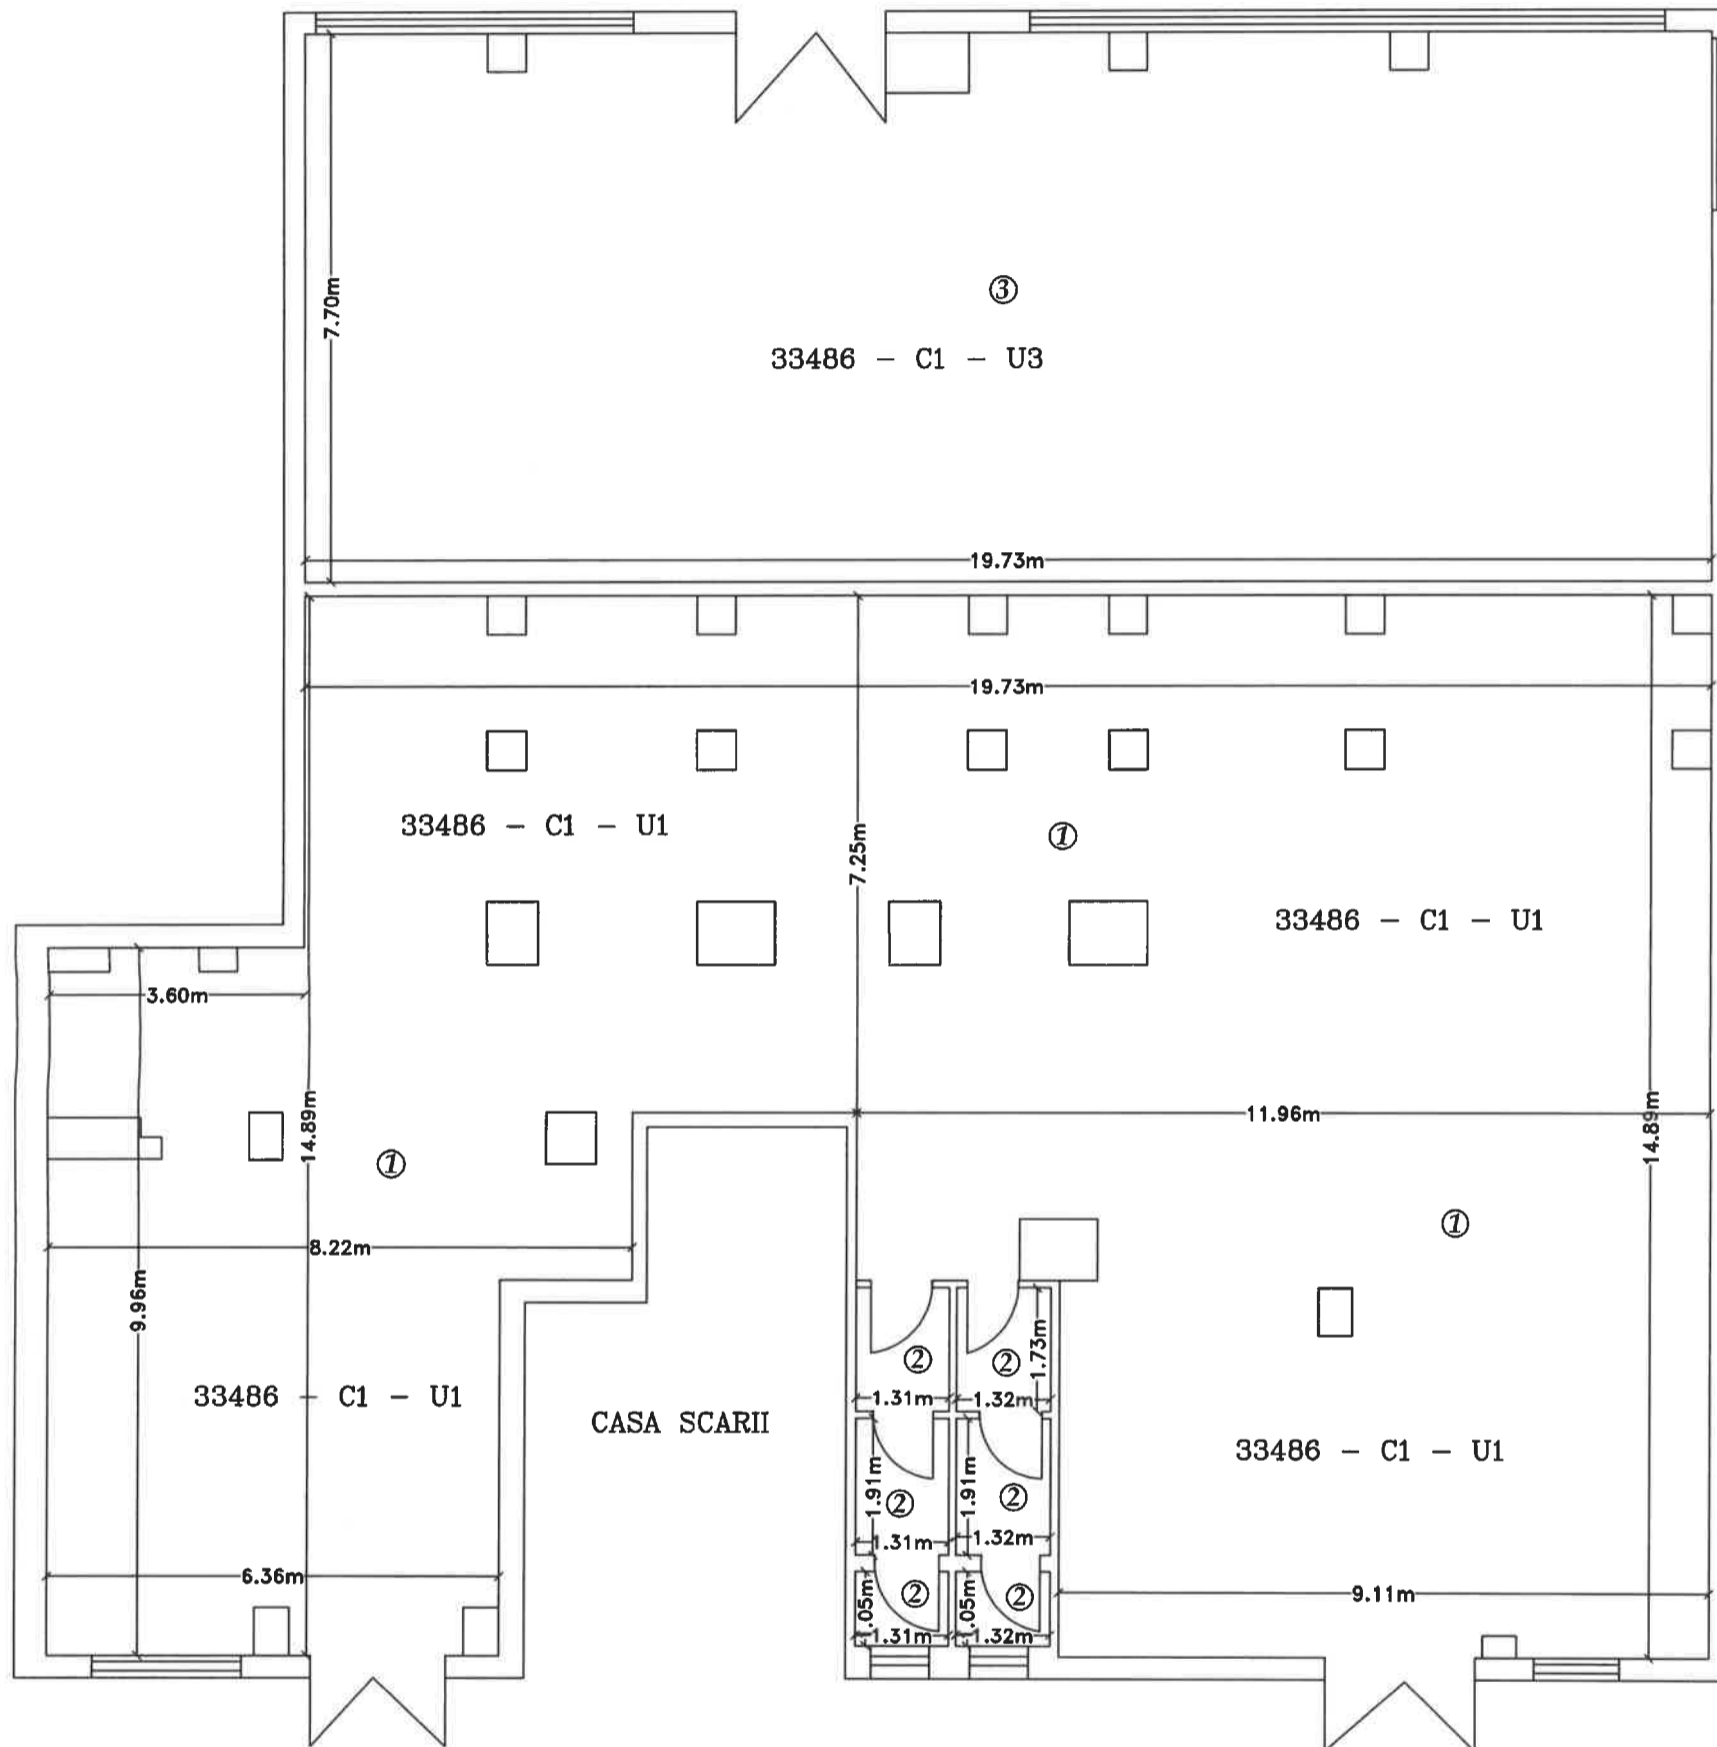 ③
7.70m
33486 - C1 - U3
19.73m
19.73m
33486 - C1 - U1
①
7.25m
33486 - C1 - U1
3.60m
14.89m
11.96m
14.89m
①
①
8.22m
9.96m
②
②
1.73m
33486 - C1 - U1
1.31m
1.32m
CASA SCARII
33486 - C1 - U1
1.91m
1.91m
②
②
1.31m
1.32m
6.36m
②
②
.05m
.05m
9.11m
1.31m
1.32m